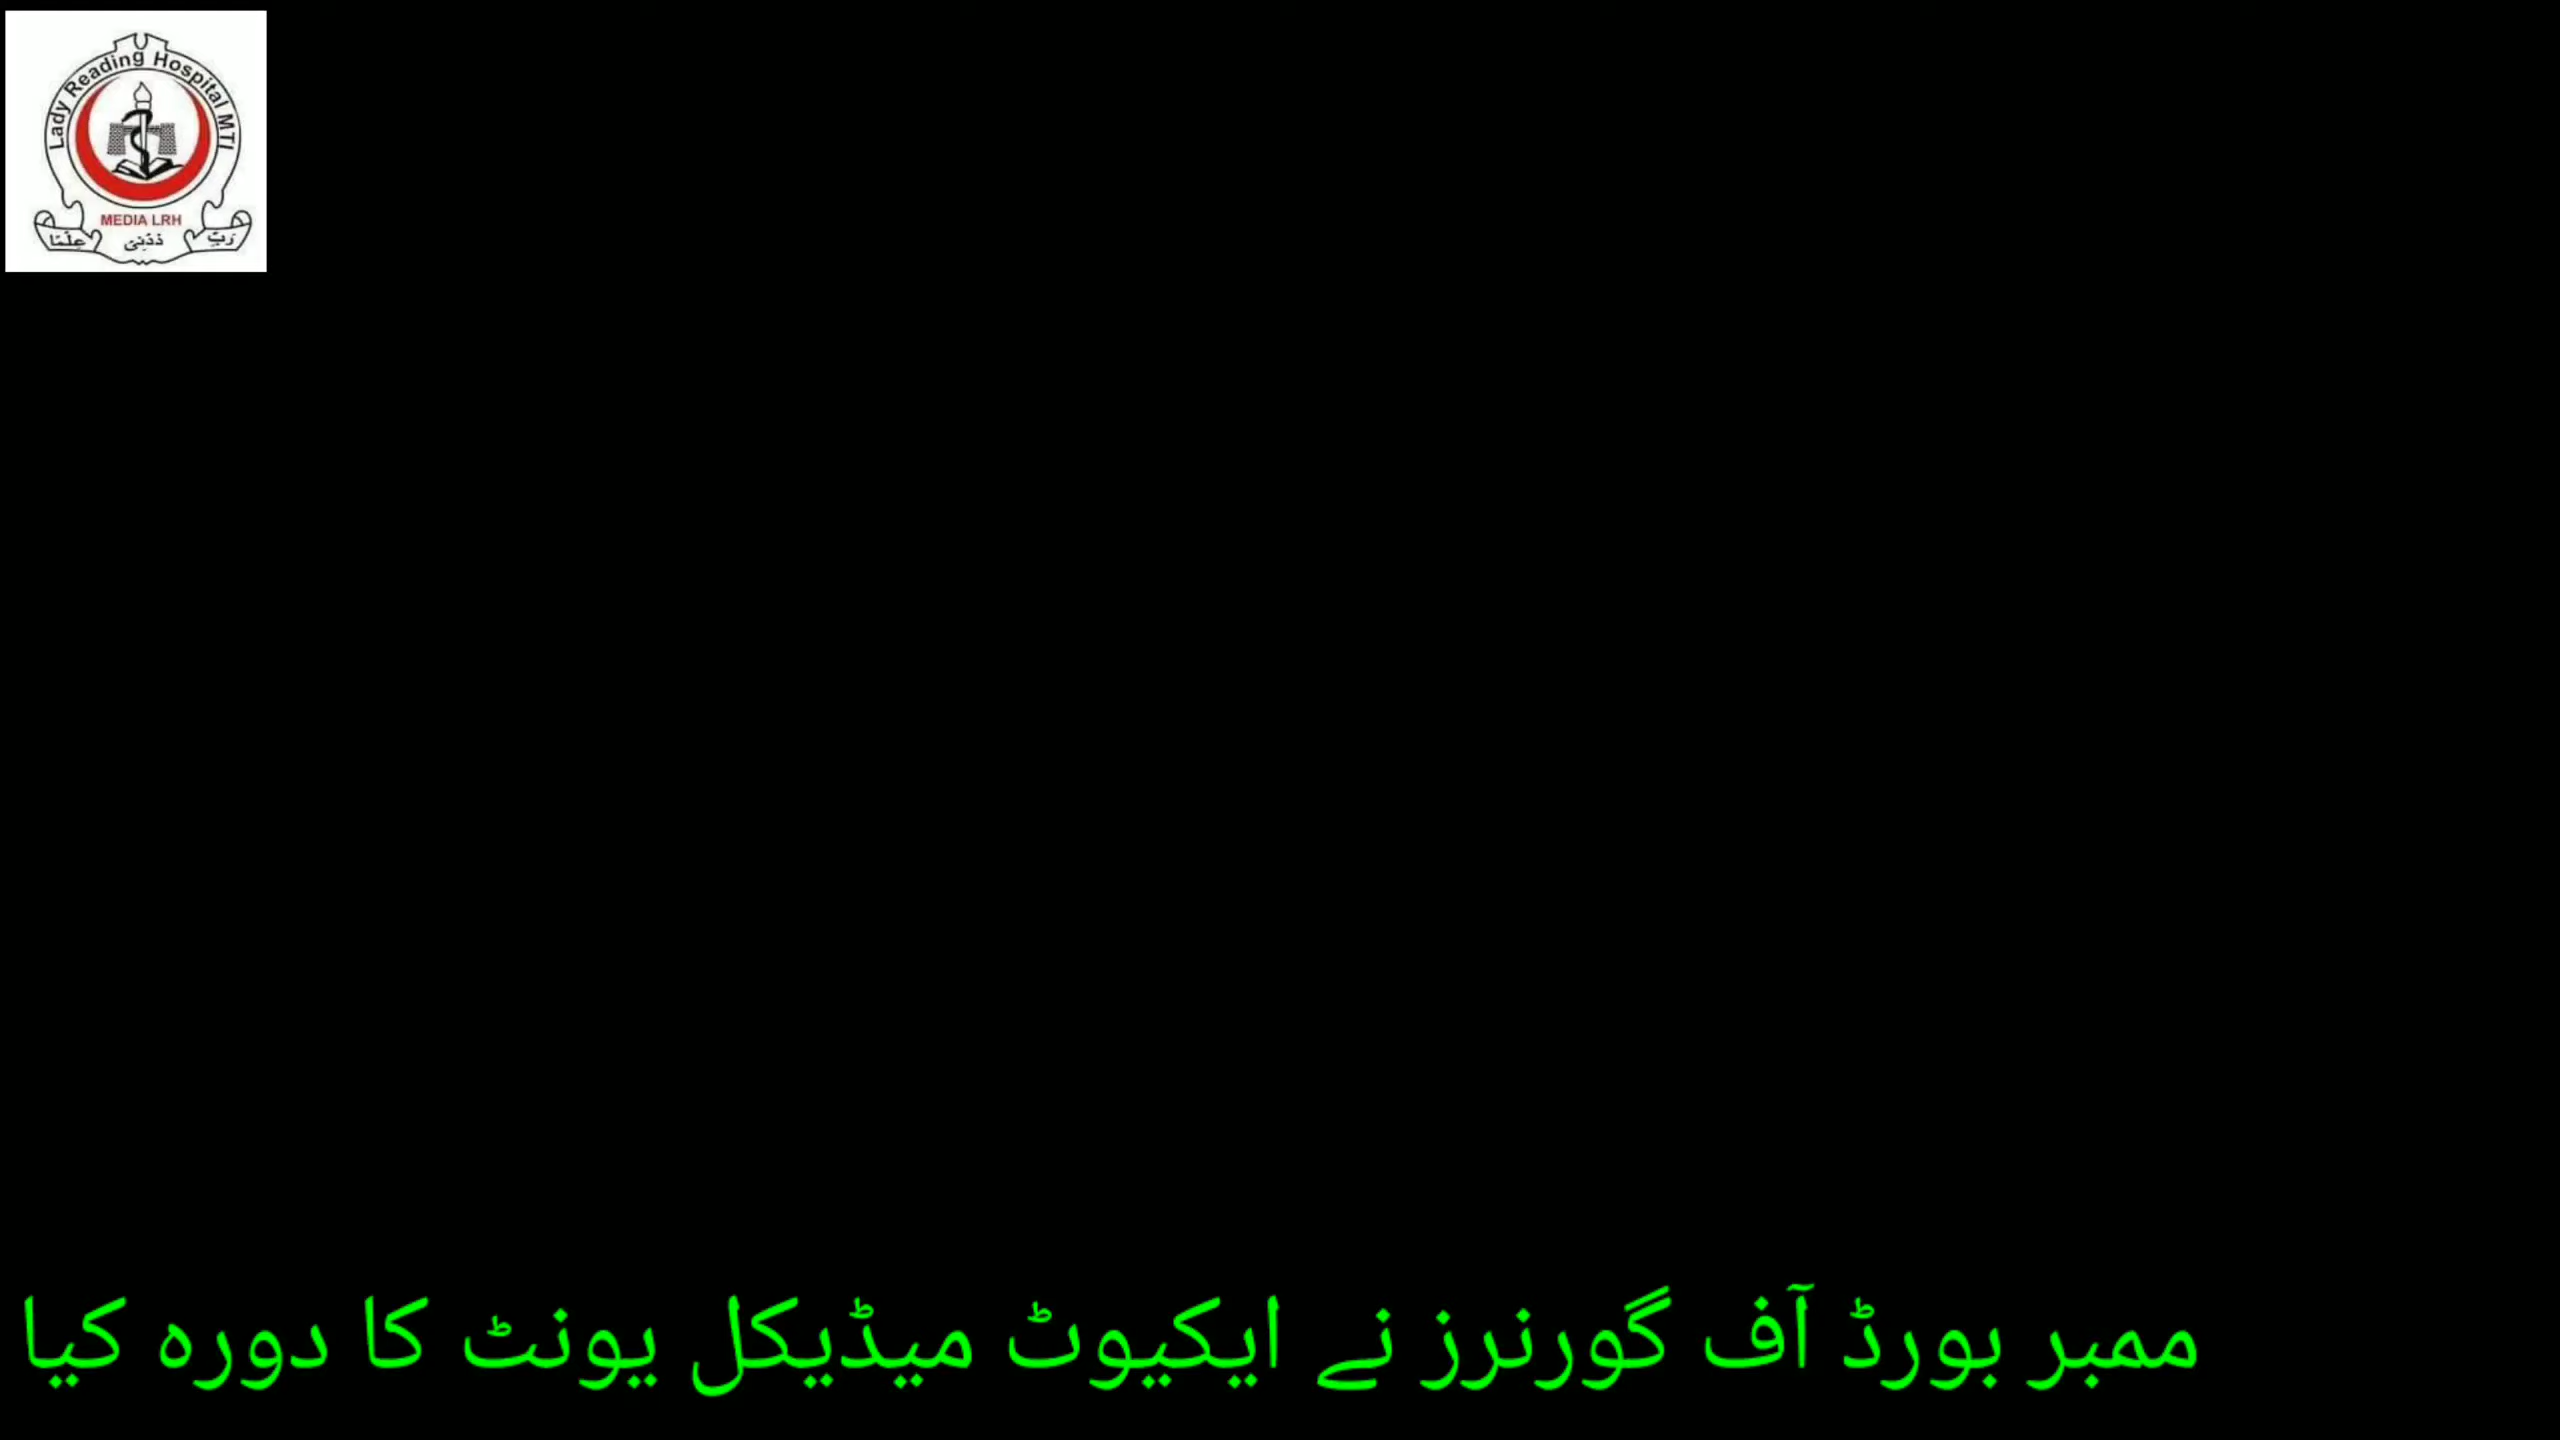 Lady Reading Hospital MTI
MEDIA LRH
رَبِّ زِدْنِي عِلْمًا
ممبر بورڈ آف گورنرز نے ایکیوٹ میڈیکل یونٹ کا دورہ کیا